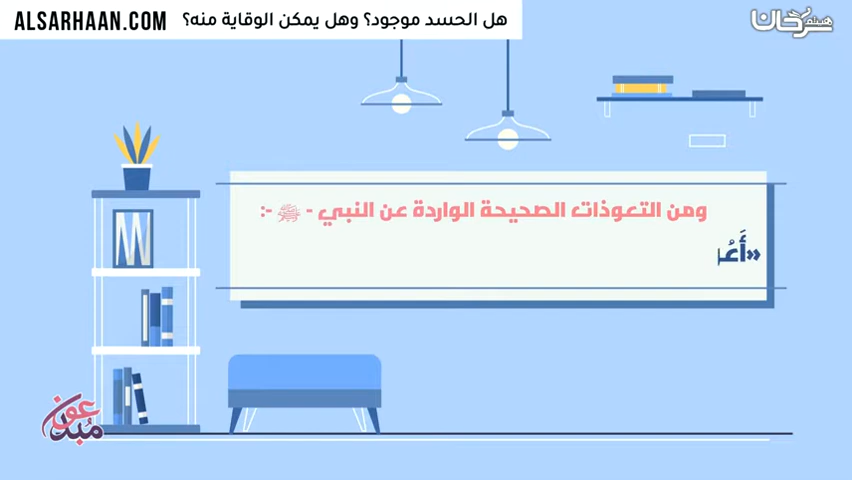 هل الحسد موجود؟ وهل يمكن الوقاية منه؟ ALSARHAAN.COM
هيثم سرحان
ومن التعوذات الصحيحة الواردة عن النبي - ﷺ -:
«أَعُ
مبدعون